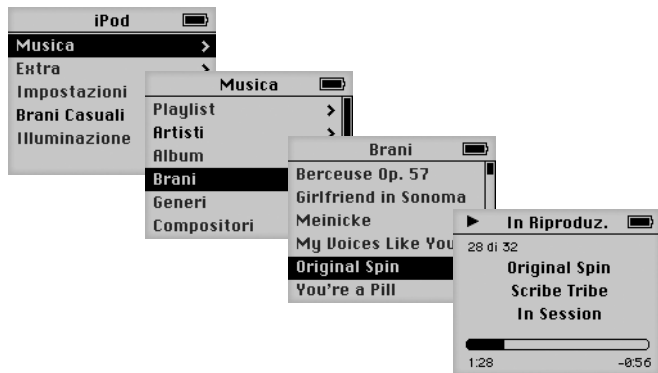 iPod
Musica
Extra
Impostazioni
Brani Casuali
Illuminazione
Musica
Playlist
Artisti
Album
Brani
Generi
Compositori
Brani
Berceuse Op. 57
Girlfriend in Sonoma
Meinicke
My Voices Like You
Original Spin
You're a Pill
In Riproduz.
28 di 32
Original Spin
Scribe Tribe
In Session
1:28
-0:56